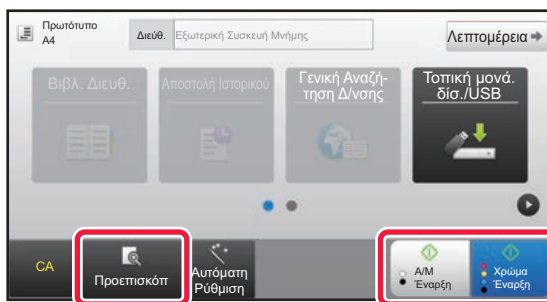 Πρωτότυπο
A4
Διεύθ.
Εξωτερική Συσκευή Μνήμης
Λεπτομέρεια
Βιβλ. Διευθ.
Αποστολή Ιστορικού
Γενική Αναζή-
τηση Δ/νσης
Τοπική μονά.
δίσ./USB
CA
Προεπισκόπ
Αυτόματη
Ρύθμιση
Α/Μ
Έναρξη
Χρώμα
Έναρξη